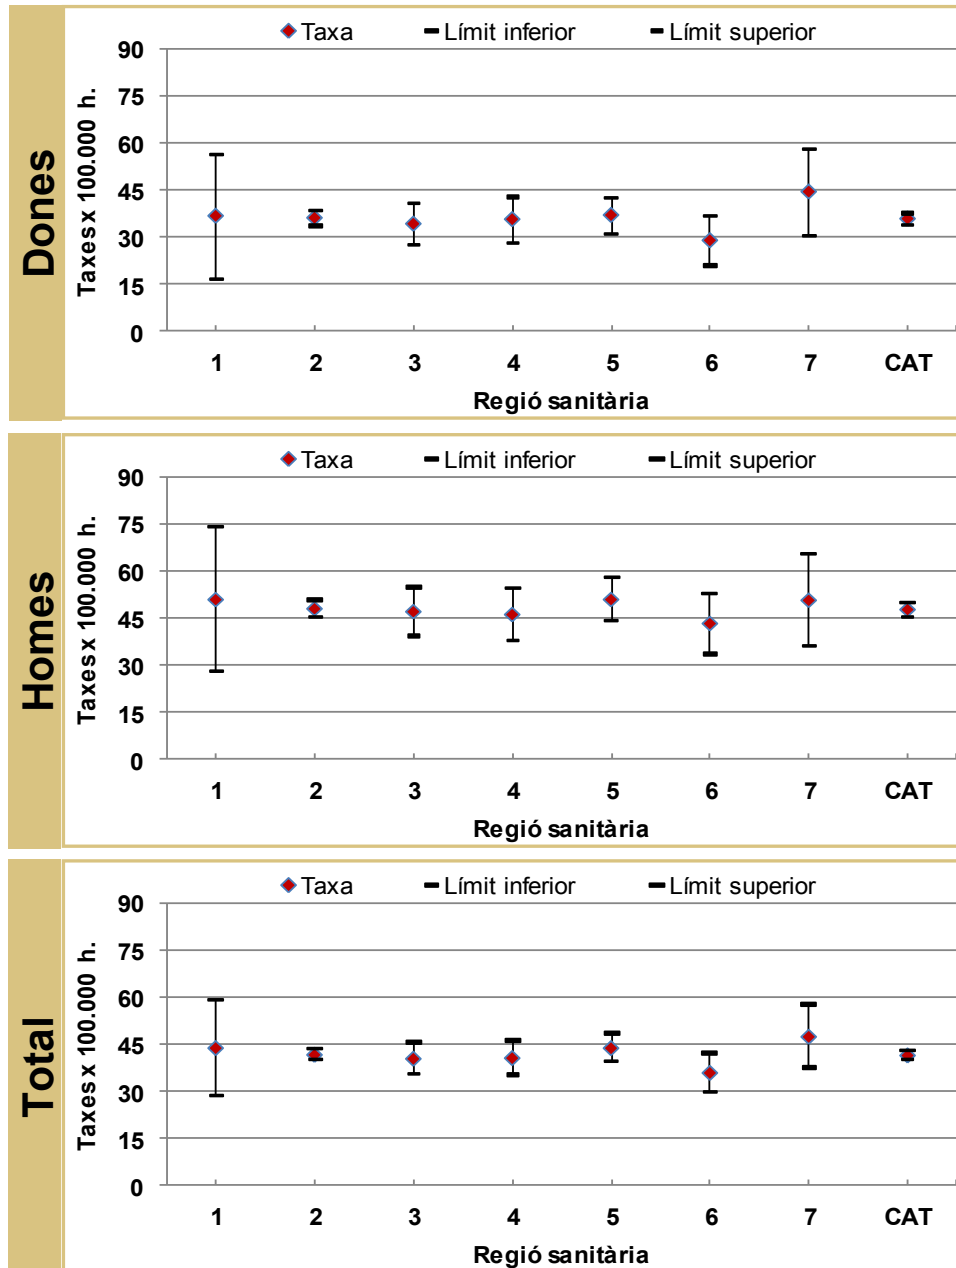 Dones
Taxa Límit inferior Límit superior
Taxes x 100.000 h.
90
75
60
45
30
15
0
1 2 3 4 5 6 7 CAT
Regió sanitària
Homes
Taxa Límit inferior Límit superior
Taxes x 100.000 h.
90
75
60
45
30
15
0
1 2 3 4 5 6 7 CAT
Regió sanitària
Total
Taxa Límit inferior Límit superior
Taxes x 100.000 h.
90
75
60
45
30
15
0
1 2 3 4 5 6 7 CAT
Regió sanitària